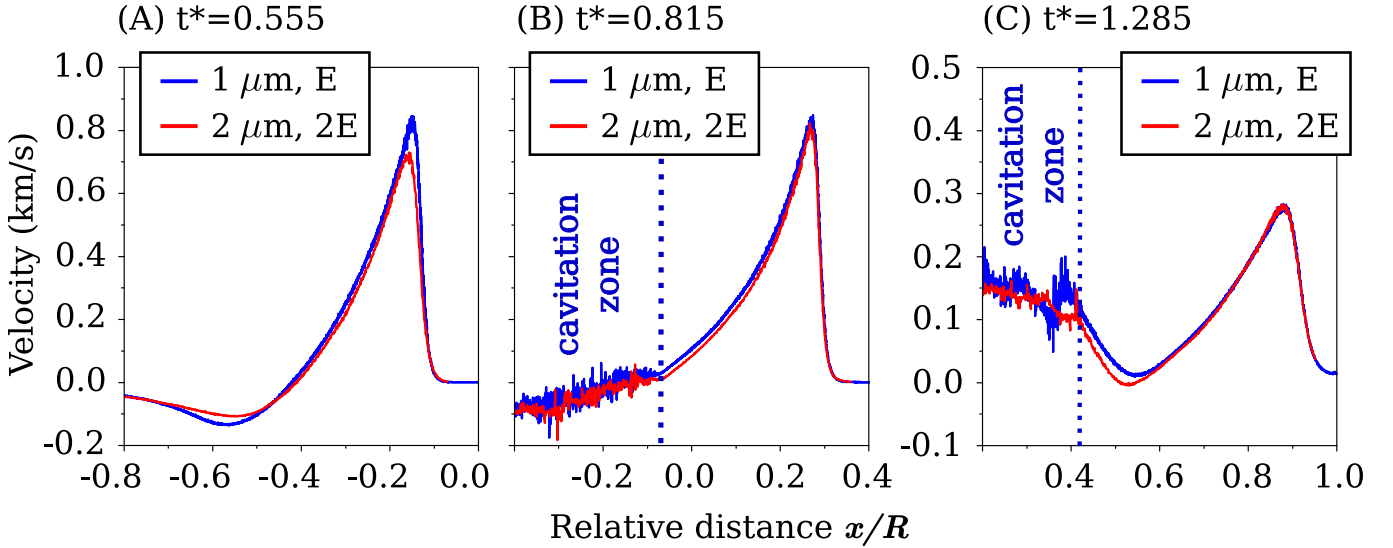 (A) t*=0.555
(B) t*=0.815
(C) t*=1.285
Velocity (km/s)
1.0
0.8
0.6
0.4
0.2
0.0
-0.2
1 μm, E
2 μm, 2E
-0.8
-0.6
-0.4
-0.2
0.0
1 μm, E
2 μm, 2E
cavitation
zone
-0.2
0.0
0.2
0.4
0.5
0.4
0.3
0.2
0.1
0.0
-0.1
1 μm, E
2 μm, 2E
cavitation
zone
0.4
0.6
0.8
1.0
Relative distance x/R